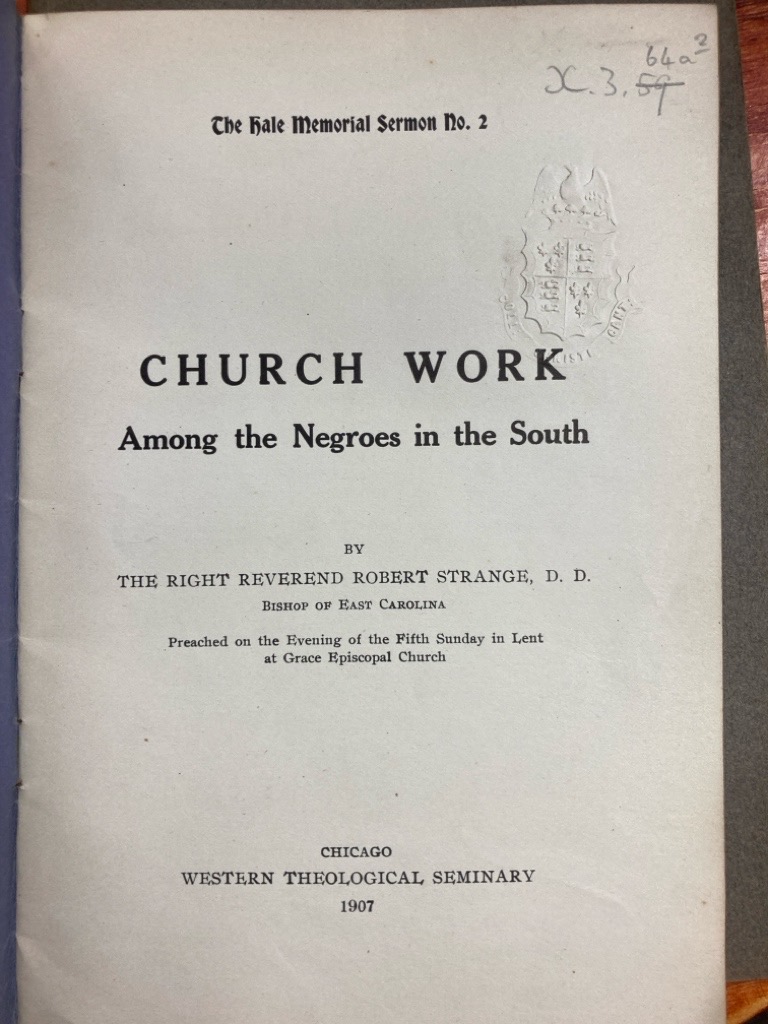 X. 3. 59 64a2
The Hale Memorial Sermon No. 2
CHURCH WORK
Among the Negroes in the South
BY
THE RIGHT REVEREND ROBERT STRANGE, D. D.
BISHOP OF EAST CAROLINA
Preached on the Evening of the Fifth Sunday in Lent
at Grace Episcopal Church
CHICAGO
WESTERN THEOLOGICAL SEMINARY
1907